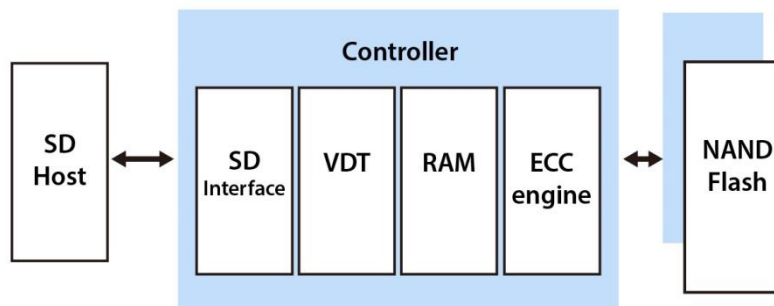 Controller
SD
Host
SD
Interface
VDT
RAM
ECC
engine
NAND
Flash